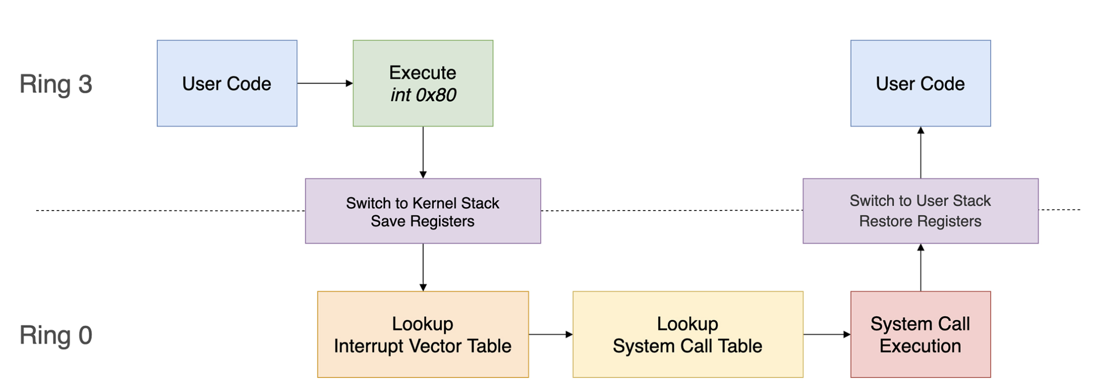 Ring 3
User Code
Execute
int 0x80
User Code
Switch to Kernel Stack
Save Registers
Switch to User Stack
Restore Registers
Ring 0
Lookup
Interrupt Vector Table
Lookup
System Call Table
System Call
Execution